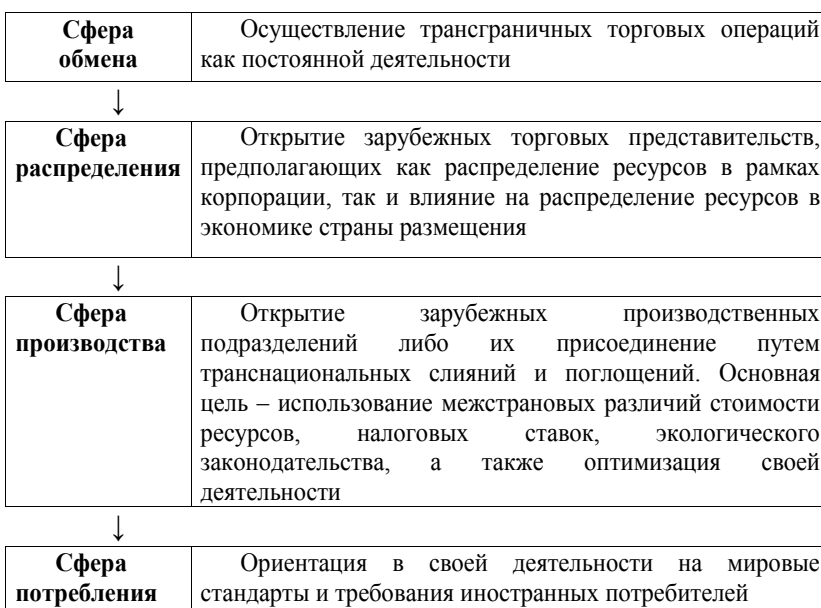 Сфера
обмена
Осуществление трансграничных торговых операций
как постоянной деятельности
↓
Сфера
распределения
Открытие зарубежных торговых представительств,
предполагающих как распределение ресурсов в рамках
корпорации, так и влияние на распределение ресурсов в
экономике страны размещения
↓
Сфера
производства
Открытие зарубежных производственных
подразделений либо их присоединение путем
транснациональных слияний и поглощений. Основная
цель – использование межстрановых различий стоимости
ресурсов, налоговых ставок, экологического
законодательства, а также оптимизация своей
деятельности
↓
Сфера
потребления
Ориентация в своей деятельности на мировые
стандарты и требования иностранных потребителей